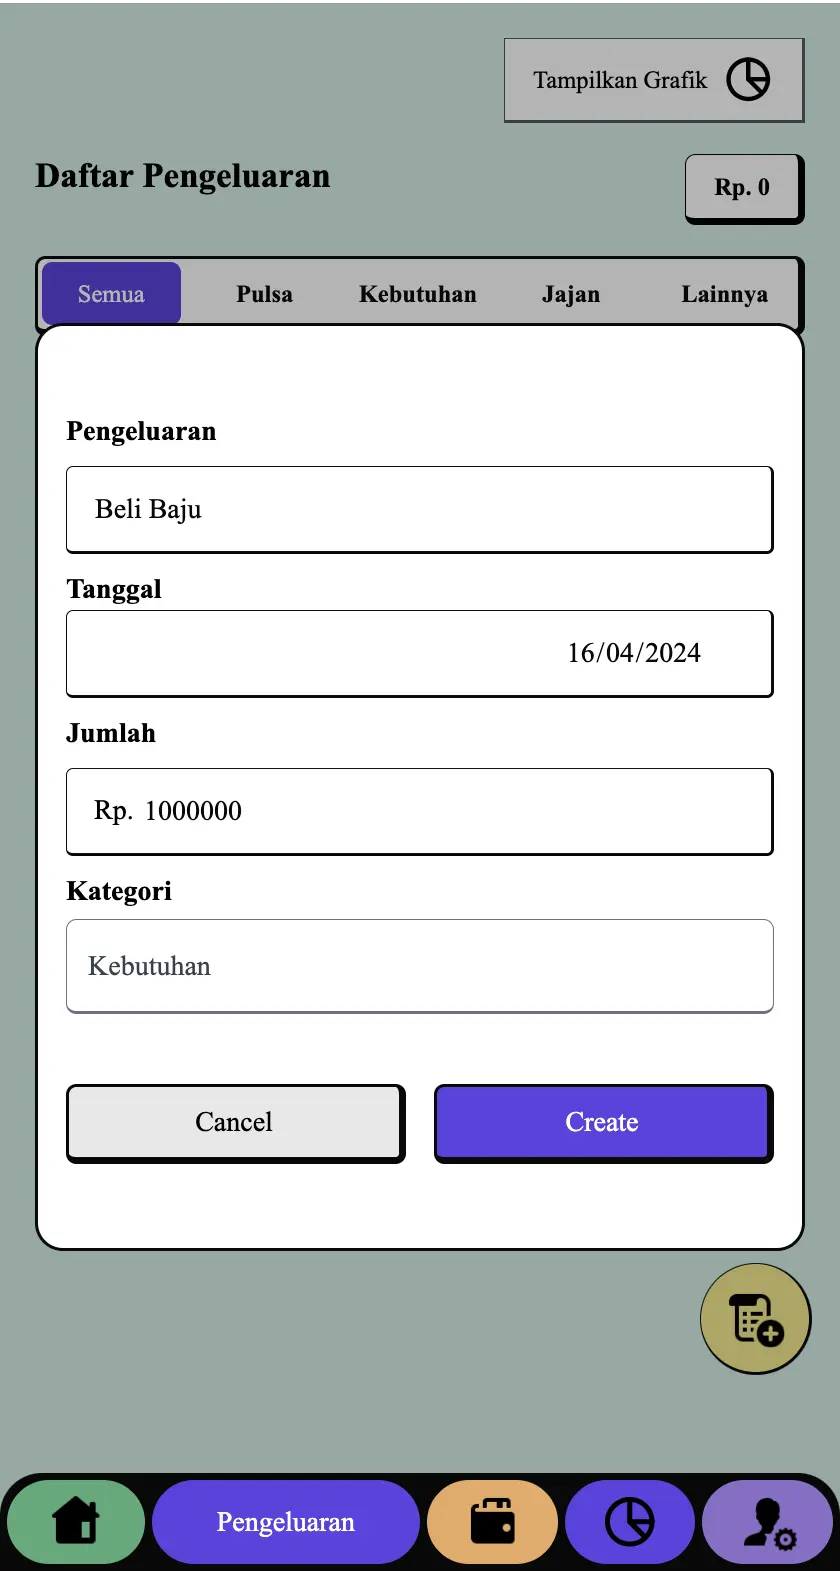 Tampilkan Grafik
Daftar Pengeluaran
Rp. 0
Semua Pulsa Kebutuhan Jajan Lainnya
Pengeluaran
Beli Baju
Tanggal
16/04/2024
Jumlah
Rp. 1000000
Kategori
Kebutuhan
Cancel Create
Pengeluaran